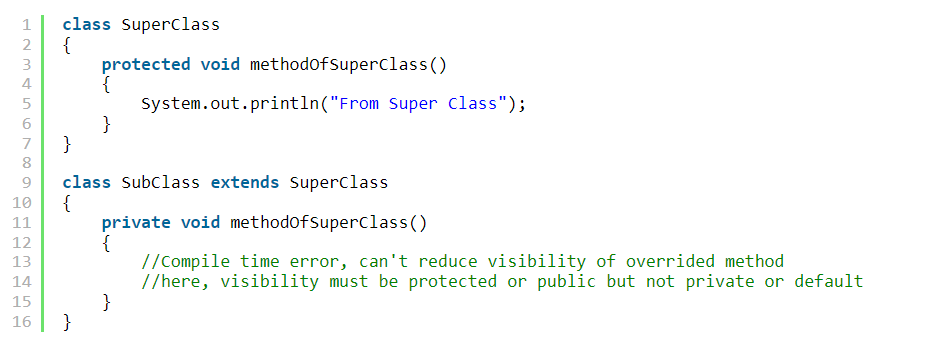 1 class SuperClass
2 {
3     protected void methodOfSuperClass()
4     {
5         System.out.println("From Super Class");
6     }
7 }
8
9 class SubClass extends SuperClass
10 {
11     private void methodOfSuperClass()
12     {
13         //Compile time error, can't reduce visibility of overrided method
14         //here, visibility must be protected or public but not private or default
15     }
16 }